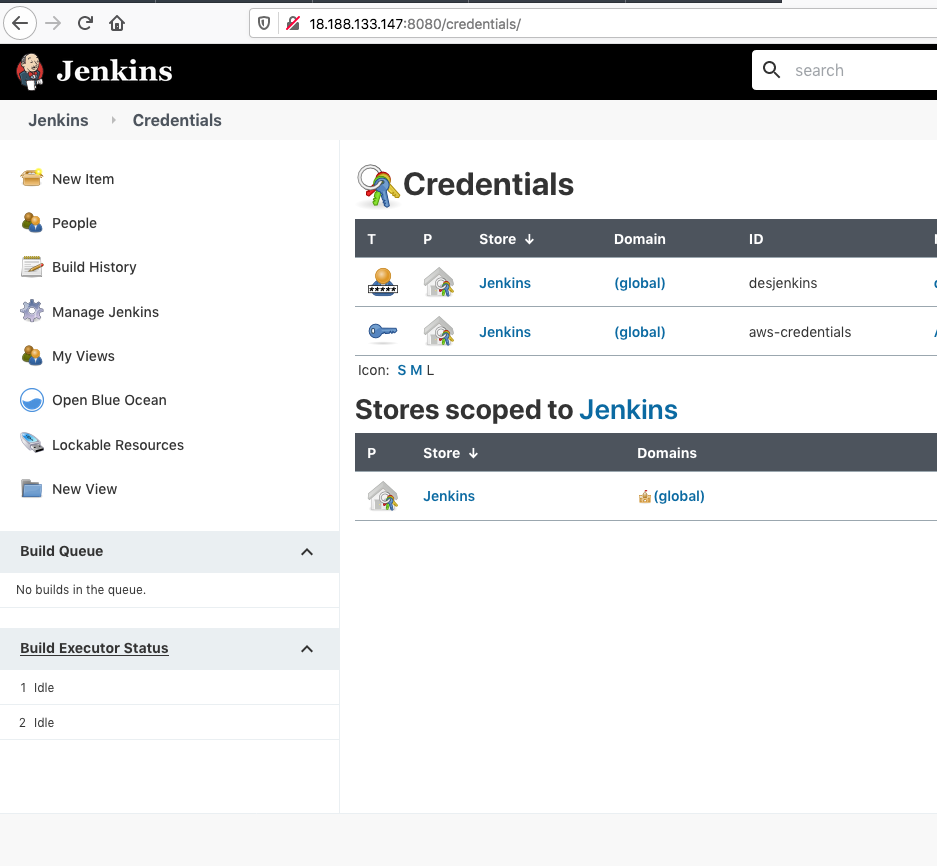 18.188.133.147:8080/credentials/
Jenkins
search
Jenkins Credentials
New Item
People
Build History
Manage Jenkins
My Views
Open Blue Ocean
Lockable Resources
New View
Build Queue
No builds in the queue.
Build Executor Status
1 Idle
2 Idle
Credentials
T P Store ↓ Domain ID
Jenkins (global) desjenkins
Jenkins (global) aws-credentials
Icon: S M L
Stores scoped to Jenkins
P Store ↓ Domains
Jenkins (global)